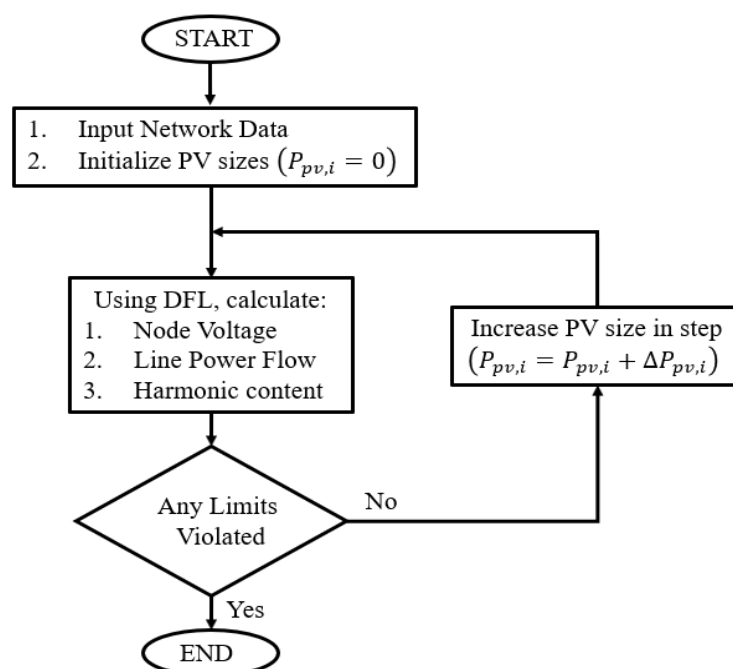 START
1. Input Network Data
2. Initialize PV sizes (P_{pv,i} = 0)
Using DFL, calculate:
1. Node Voltage
2. Line Power Flow
3. Harmonic content
Increase PV size in step
(P_{pv,i} = P_{pv,i} + ΔP_{pv,i})
Any Limits
Violated
No
Yes
END